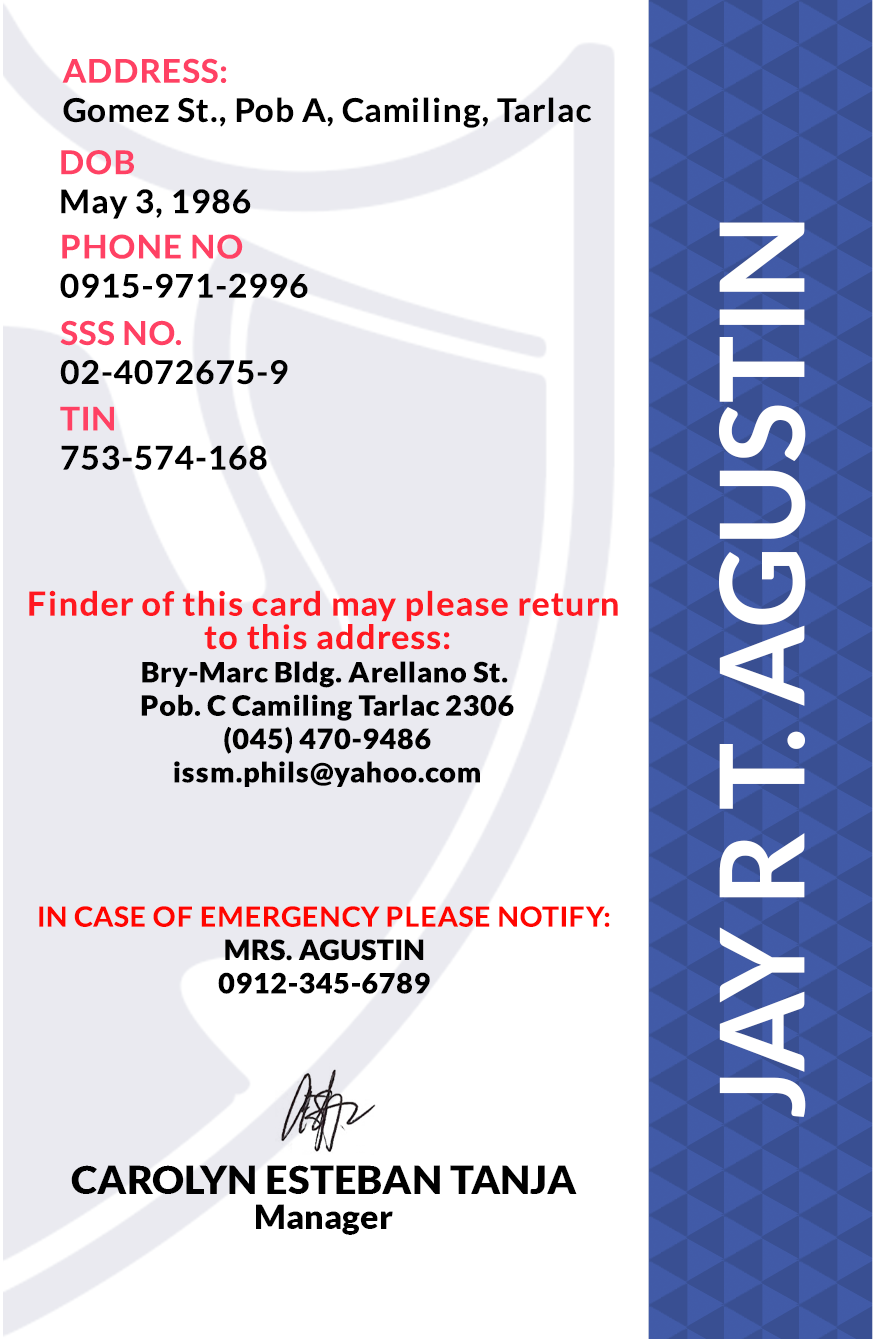 ADDRESS:
Gomez St., Pob A, Camiling, Tarlac
DOB
May 3, 1986
PHONE NO
0915-971-2996
SSS NO.
02-4072675-9
TIN
753-574-168
Finder of this card may please return
to this address:
Bry-Marc Bldg. Arellano St.
Pob. C Camiling Tarlac 2306
(045) 470-9486
issm.phils@yahoo.com
IN CASE OF EMERGENCY PLEASE NOTIFY:
MRS. AGUSTIN
0912-345-6789
CAROLYN ESTEBAN TANJA
Manager
JAY R T. AGUSTIN